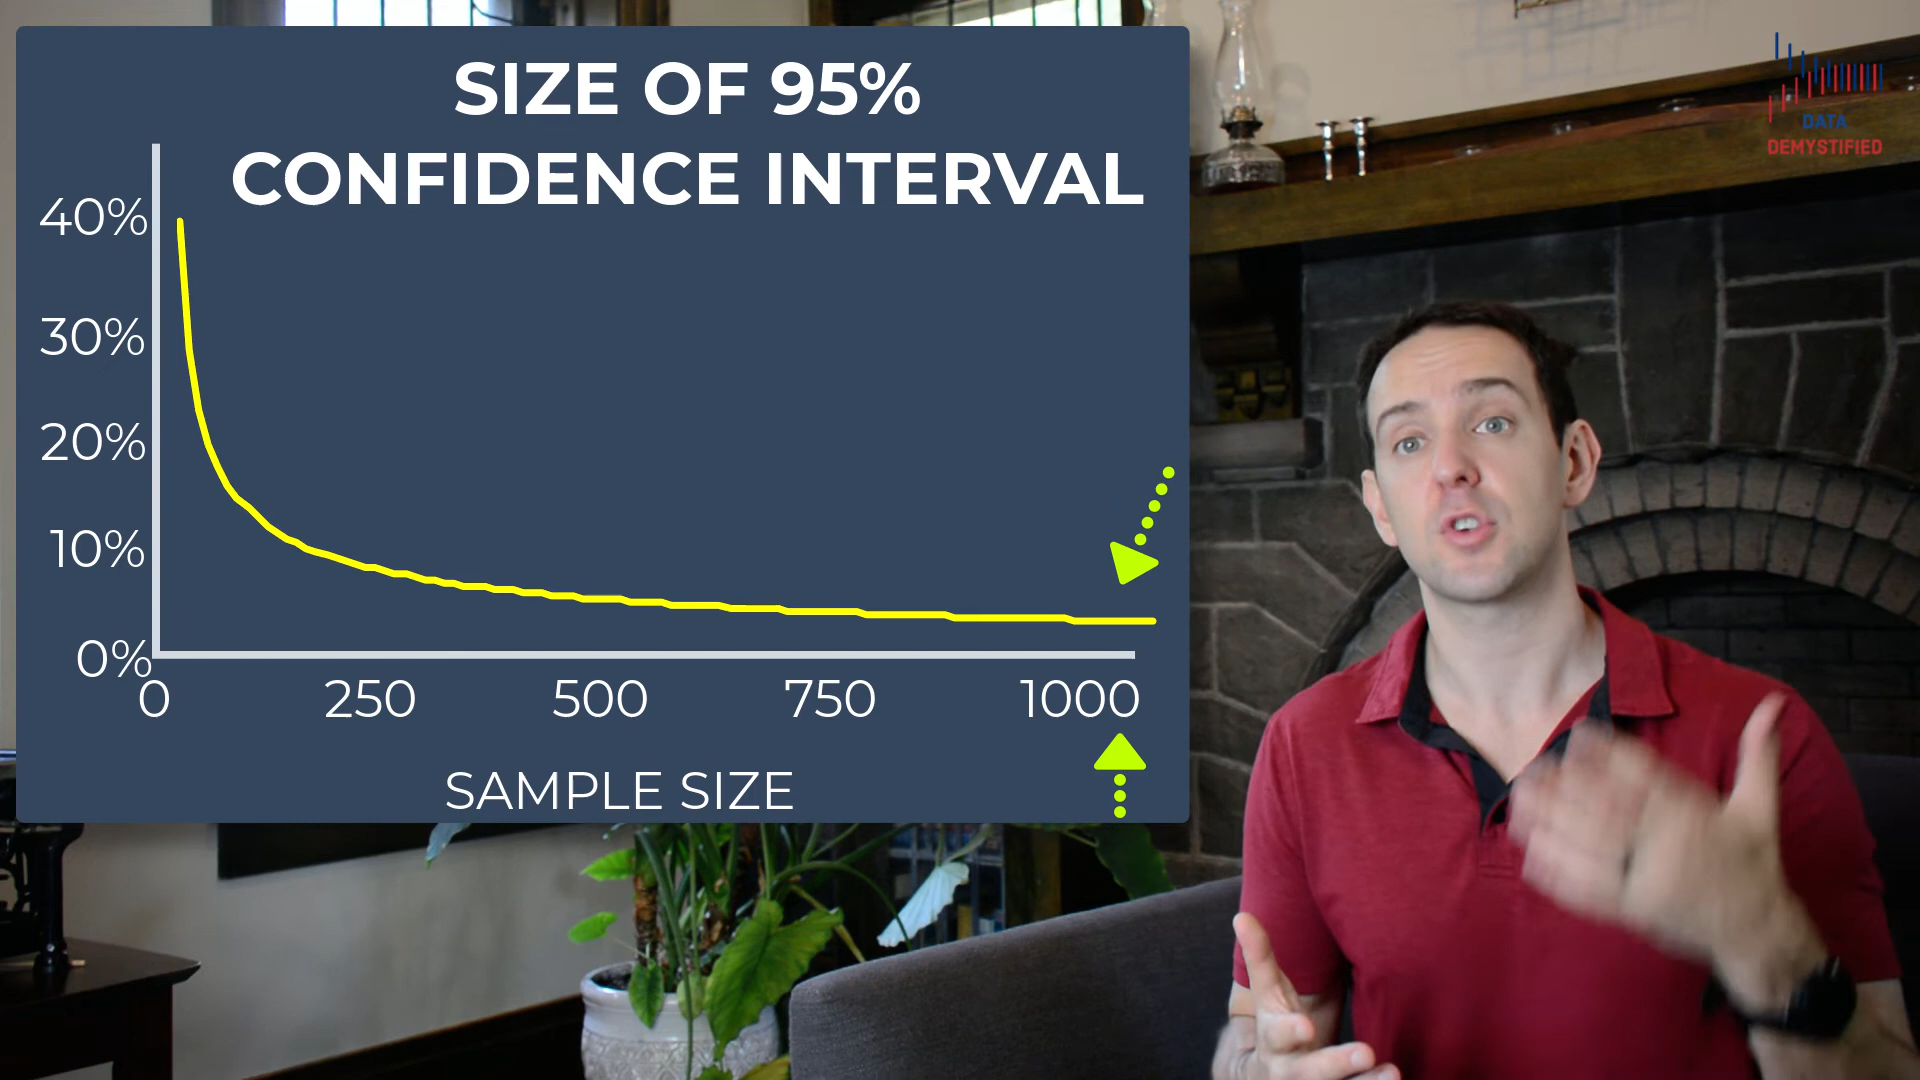 SIZE OF 95%
CONFIDENCE INTERVAL
40%
30%
20%
10%
0%
0 250 500 750 1000
SAMPLE SIZE
DATA
DEMYSTIFIED